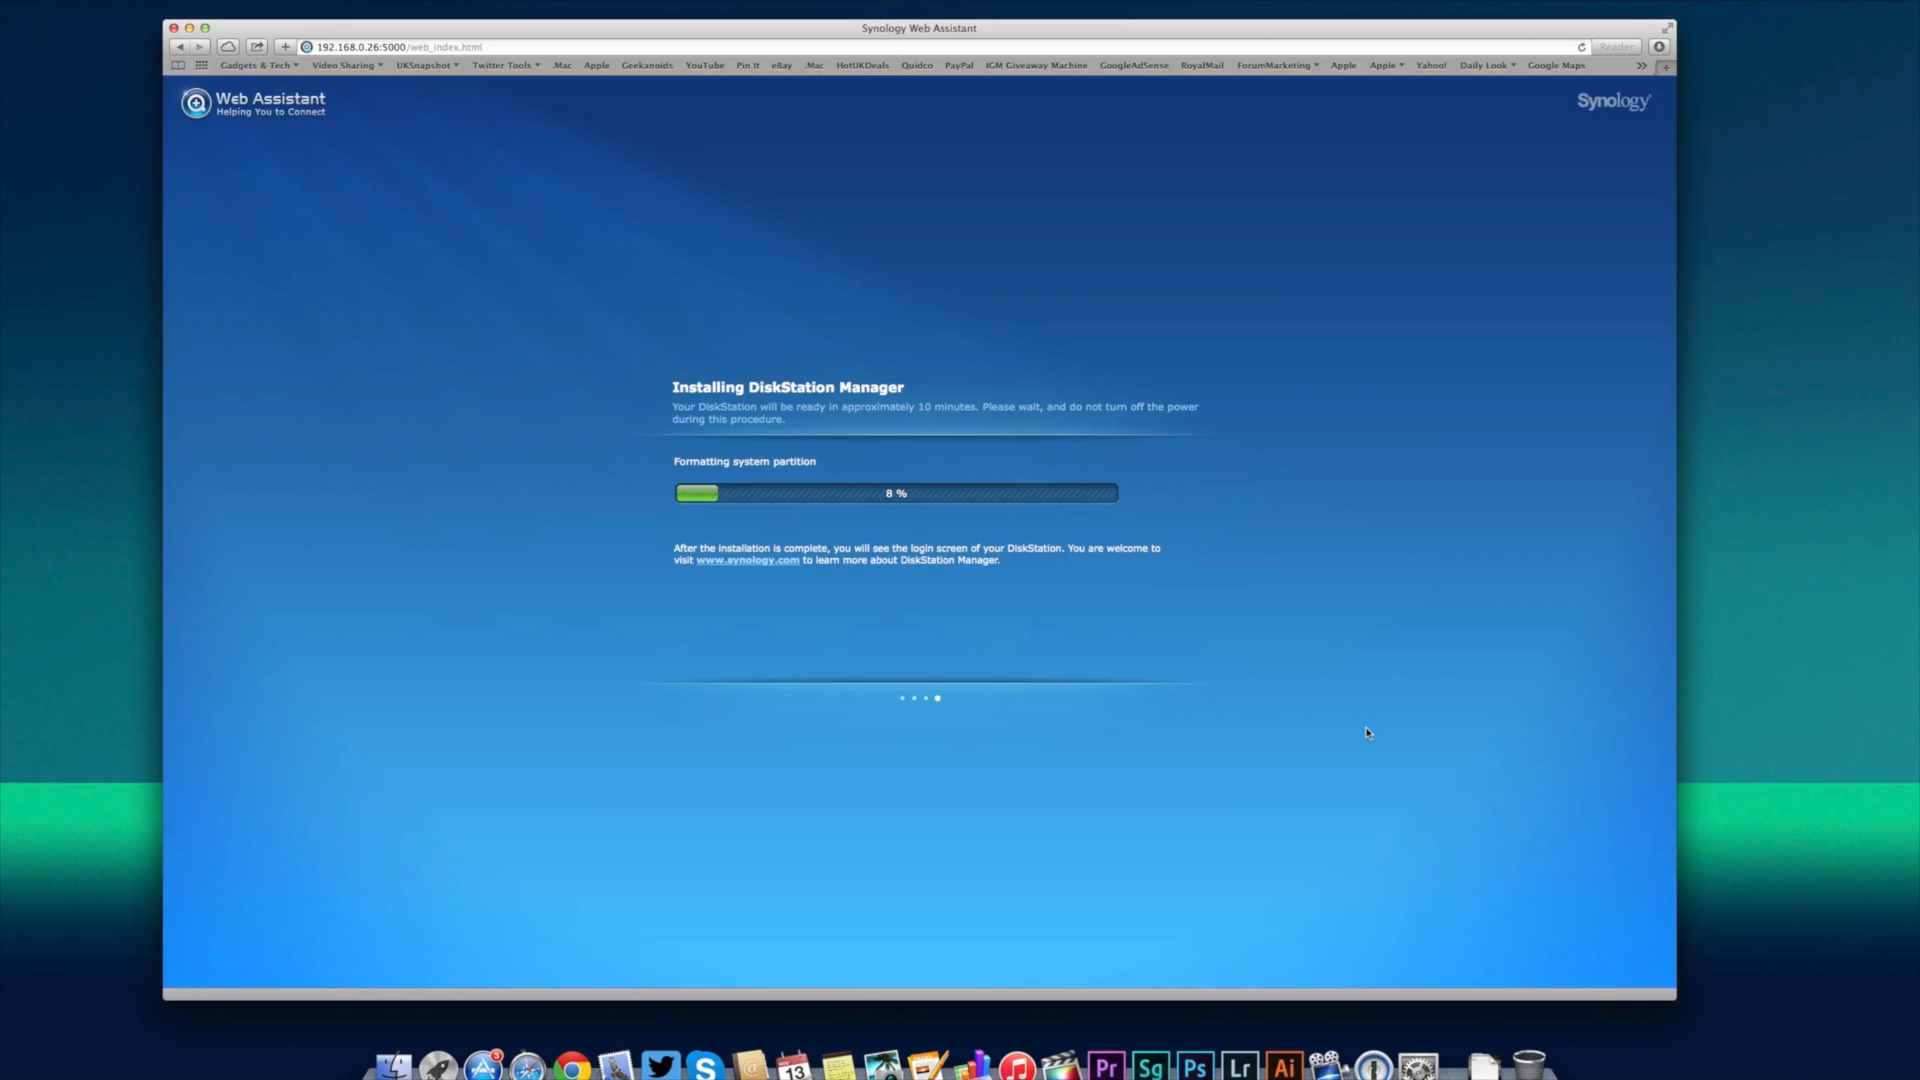 Synology Web Assistant
192.168.0.26:5000/web_index.html
Reader
Gadgets & Tech Video Sharing UKSnapshot Twitter Tools .Mac Apple Geekanoids YouTube Pin It eBay .Mac HotUKDeals Quidco PayPal IGM Giveaway Machine GoogleAdSense RoyalMail ForumMarketing Apple Apple Yahoo! Daily Look Google Maps
Web Assistant
Helping You to Connect
Synology
Installing DiskStation Manager
Your DiskStation will be ready in approximately 10 minutes. Please wait, and do not turn off the power
during this procedure.
Formatting system partition
8 %
After the installation is complete, you will see the login screen of your DiskStation. You are welcome to
visit www.synology.com to learn more about DiskStation Manager.
3
13
Pr Sg Ps Lr Ai